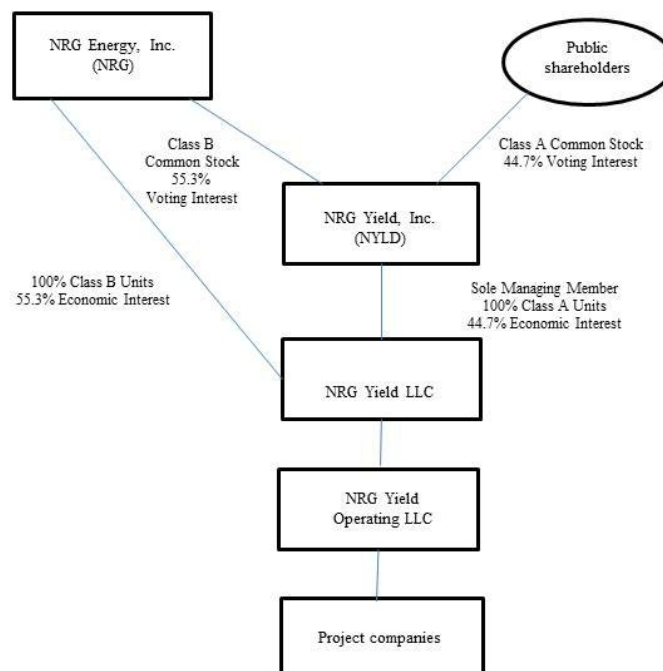 NRG Energy, Inc.
(NRG)
Public
shareholders
Class B
Common Stock
55.3%
Voting Interest
Class A Common Stock
44.7% Voting Interest
NRG Yield, Inc.
(NYLD)
100% Class B Units
55.3% Economic Interest
Sole Managing Member
100% Class A Units
44.7% Economic Interest
NRG Yield LLC
NRG Yield
Operating LLC
Project companies